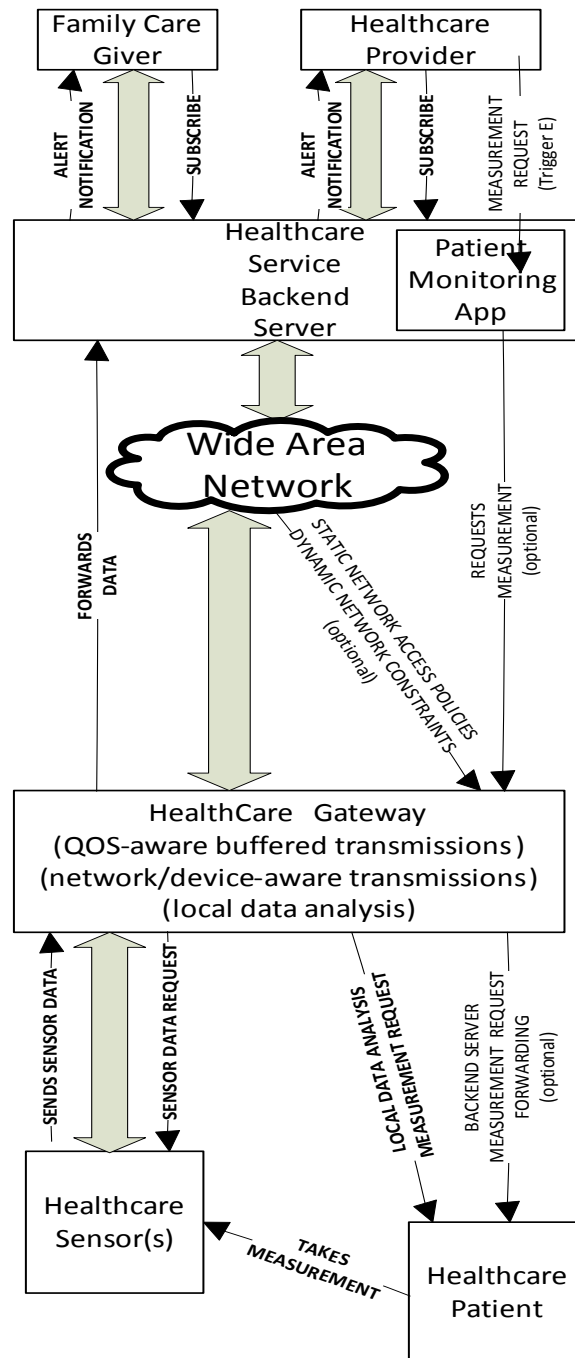 Family Care
Giver
Healthcare
Provider
ALERT
NOTIFICATION
SUBSCRIBE
ALERT
NOTIFICATION
SUBSCRIBE
MEASUREMENT
REQUEST
(Trigger E)
Healthcare
Service
Backend
Server
Patient
Monitoring
App
Wide Area
Network
FORWARDS
DATA
STATIC NETWORK ACCESS POLICIES
DYNAMIC NETWORK CONSTRAINTS
(optional)
REQUESTS
MEASUREMENT
(optional)
HealthCare Gateway
(QOS-aware buffered transmissions)
(network/device-aware transmissions)
(local data analysis)
SENDS SENSOR DATA
SENSOR DATA REQUEST
LOCAL DATA ANALYSIS
MEASUREMENT REQUEST
BACKEND SERVER
MEASUREMENT REQUEST
FORWARDING
(optional)
Healthcare
Sensor(s)
TAKES
MEASUREMENT
Healthcare
Patient